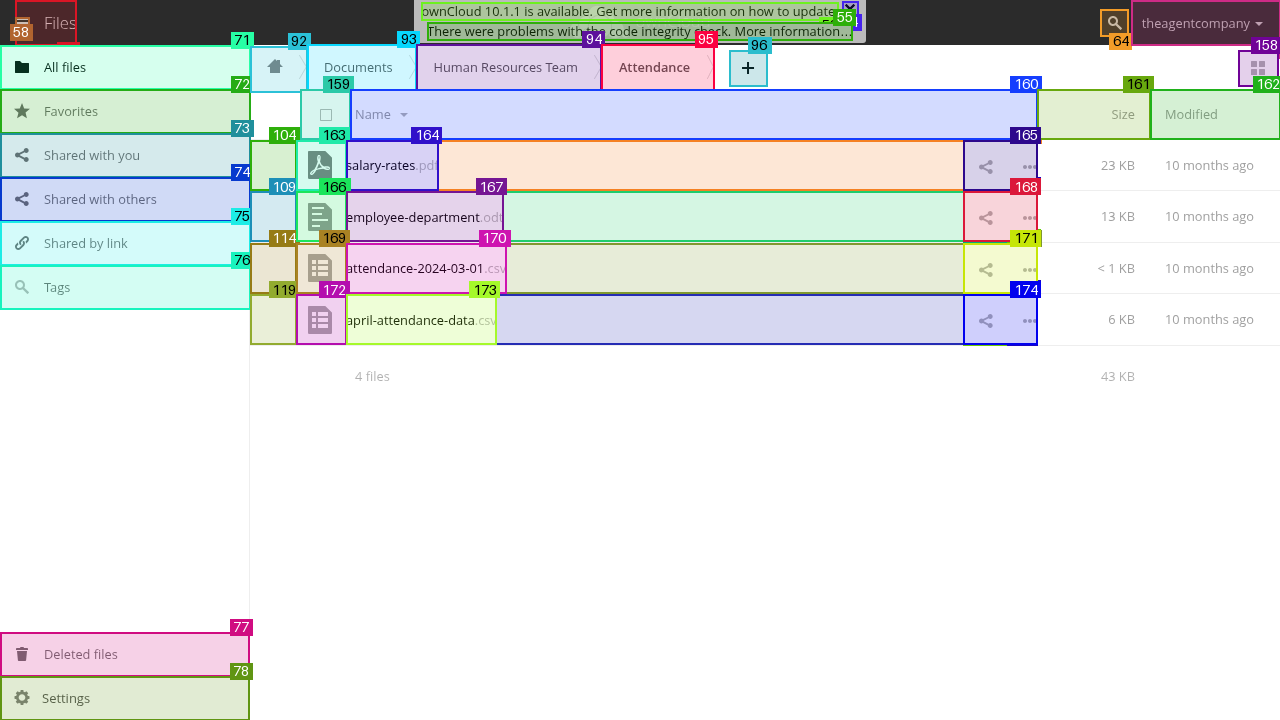 Files
ownCloud 10.1.1 is available. Get more information on how to update
There were problems with the code integrity check. More information…
theagentcompany
58
55
64
71
92
93
94
95
96
158
All files
Documents
Human Resources Team
Attendance
+
72
159
160
161
162
Favorites
Name
Size
Modified
73
104
163
164
165
Shared with you
salary-rates.pdf
23 KB
10 months ago
74
109
166
167
168
Shared with others
employee-department.odt
13 KB
10 months ago
75
114
169
170
171
Shared by link
attendance-2024-03-01.csv
< 1 KB
10 months ago
76
119
172
173
174
Tags
april-attendance-data.csv
6 KB
10 months ago
4 files
43 KB
77
Deleted files
78
Settings